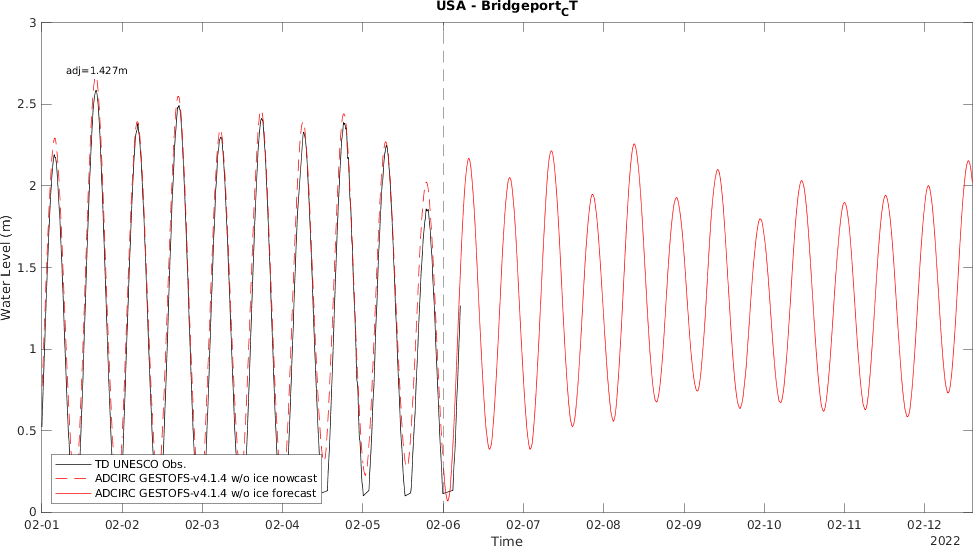 USA - Bridgeport_CT
adj=1.427m
3
2.5
2
1.5
1
0.5
0
Water Level (m)
TD UNESCO Obs.
ADCIRC GESTOFS-v4.1.4 w/o ice nowcast
ADCIRC GESTOFS-v4.1.4 w/o ice forecast
02-01 02-02 02-03 02-04 02-05 02-06 02-07 02-08 02-09 02-10 02-11 02-12
Time
2022